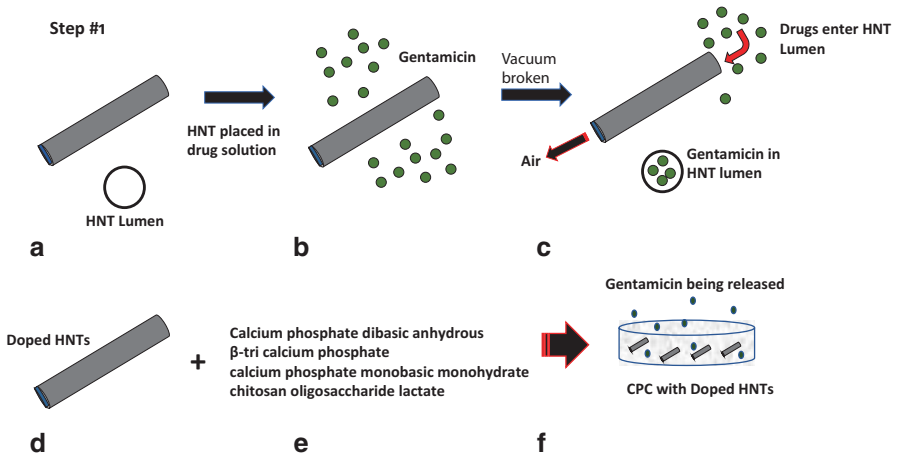 Step #1
Gentamicin
Vacuum
broken
Drugs enter HNT
Lumen
HNT placed in
drug solution
Air
Gentamicin in
HNT lumen
HNT Lumen
a
b
c
Doped HNTs
+
Calcium phosphate dibasic anhydrous
β-tri calcium phosphate
calcium phosphate monobasic monohydrate
chitosan oligosaccharide lactate
Gentamicin being released
CPC with Doped HNTs
d
e
f